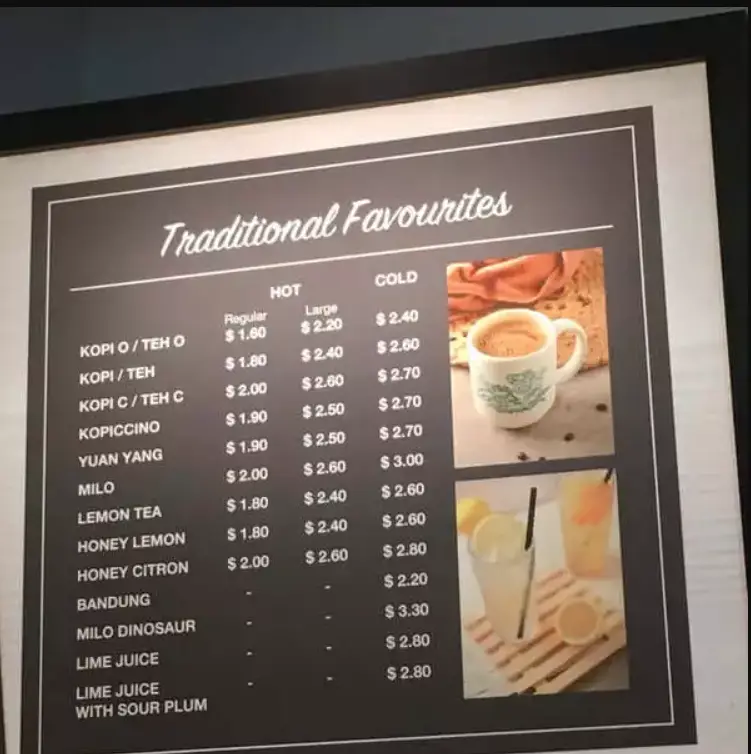 Traditional Favourites
HOT COLD
Regular Large
KOPI O / TEH O $ 1.60 $ 2.20 $ 2.40
KOPI / TEH $ 1.80 $ 2.40 $ 2.60
KOPI C / TEH C $ 2.00 $ 2.60 $ 2.70
KOPICCINO $ 1.90 $ 2.50 $ 2.70
YUAN YANG $ 1.90 $ 2.50 $ 2.70
MILO $ 2.00 $ 2.60 $ 3.00
LEMON TEA $ 1.80 $ 2.40 $ 2.60
HONEY LEMON $ 1.80 $ 2.40 $ 2.60
HONEY CITRON $ 2.00 $ 2.60 $ 2.80
BANDUNG - - $ 2.20
MILO DINOSAUR - - $ 3.30
LIME JUICE - - $ 2.80
LIME JUICE - - $ 2.80
WITH SOUR PLUM